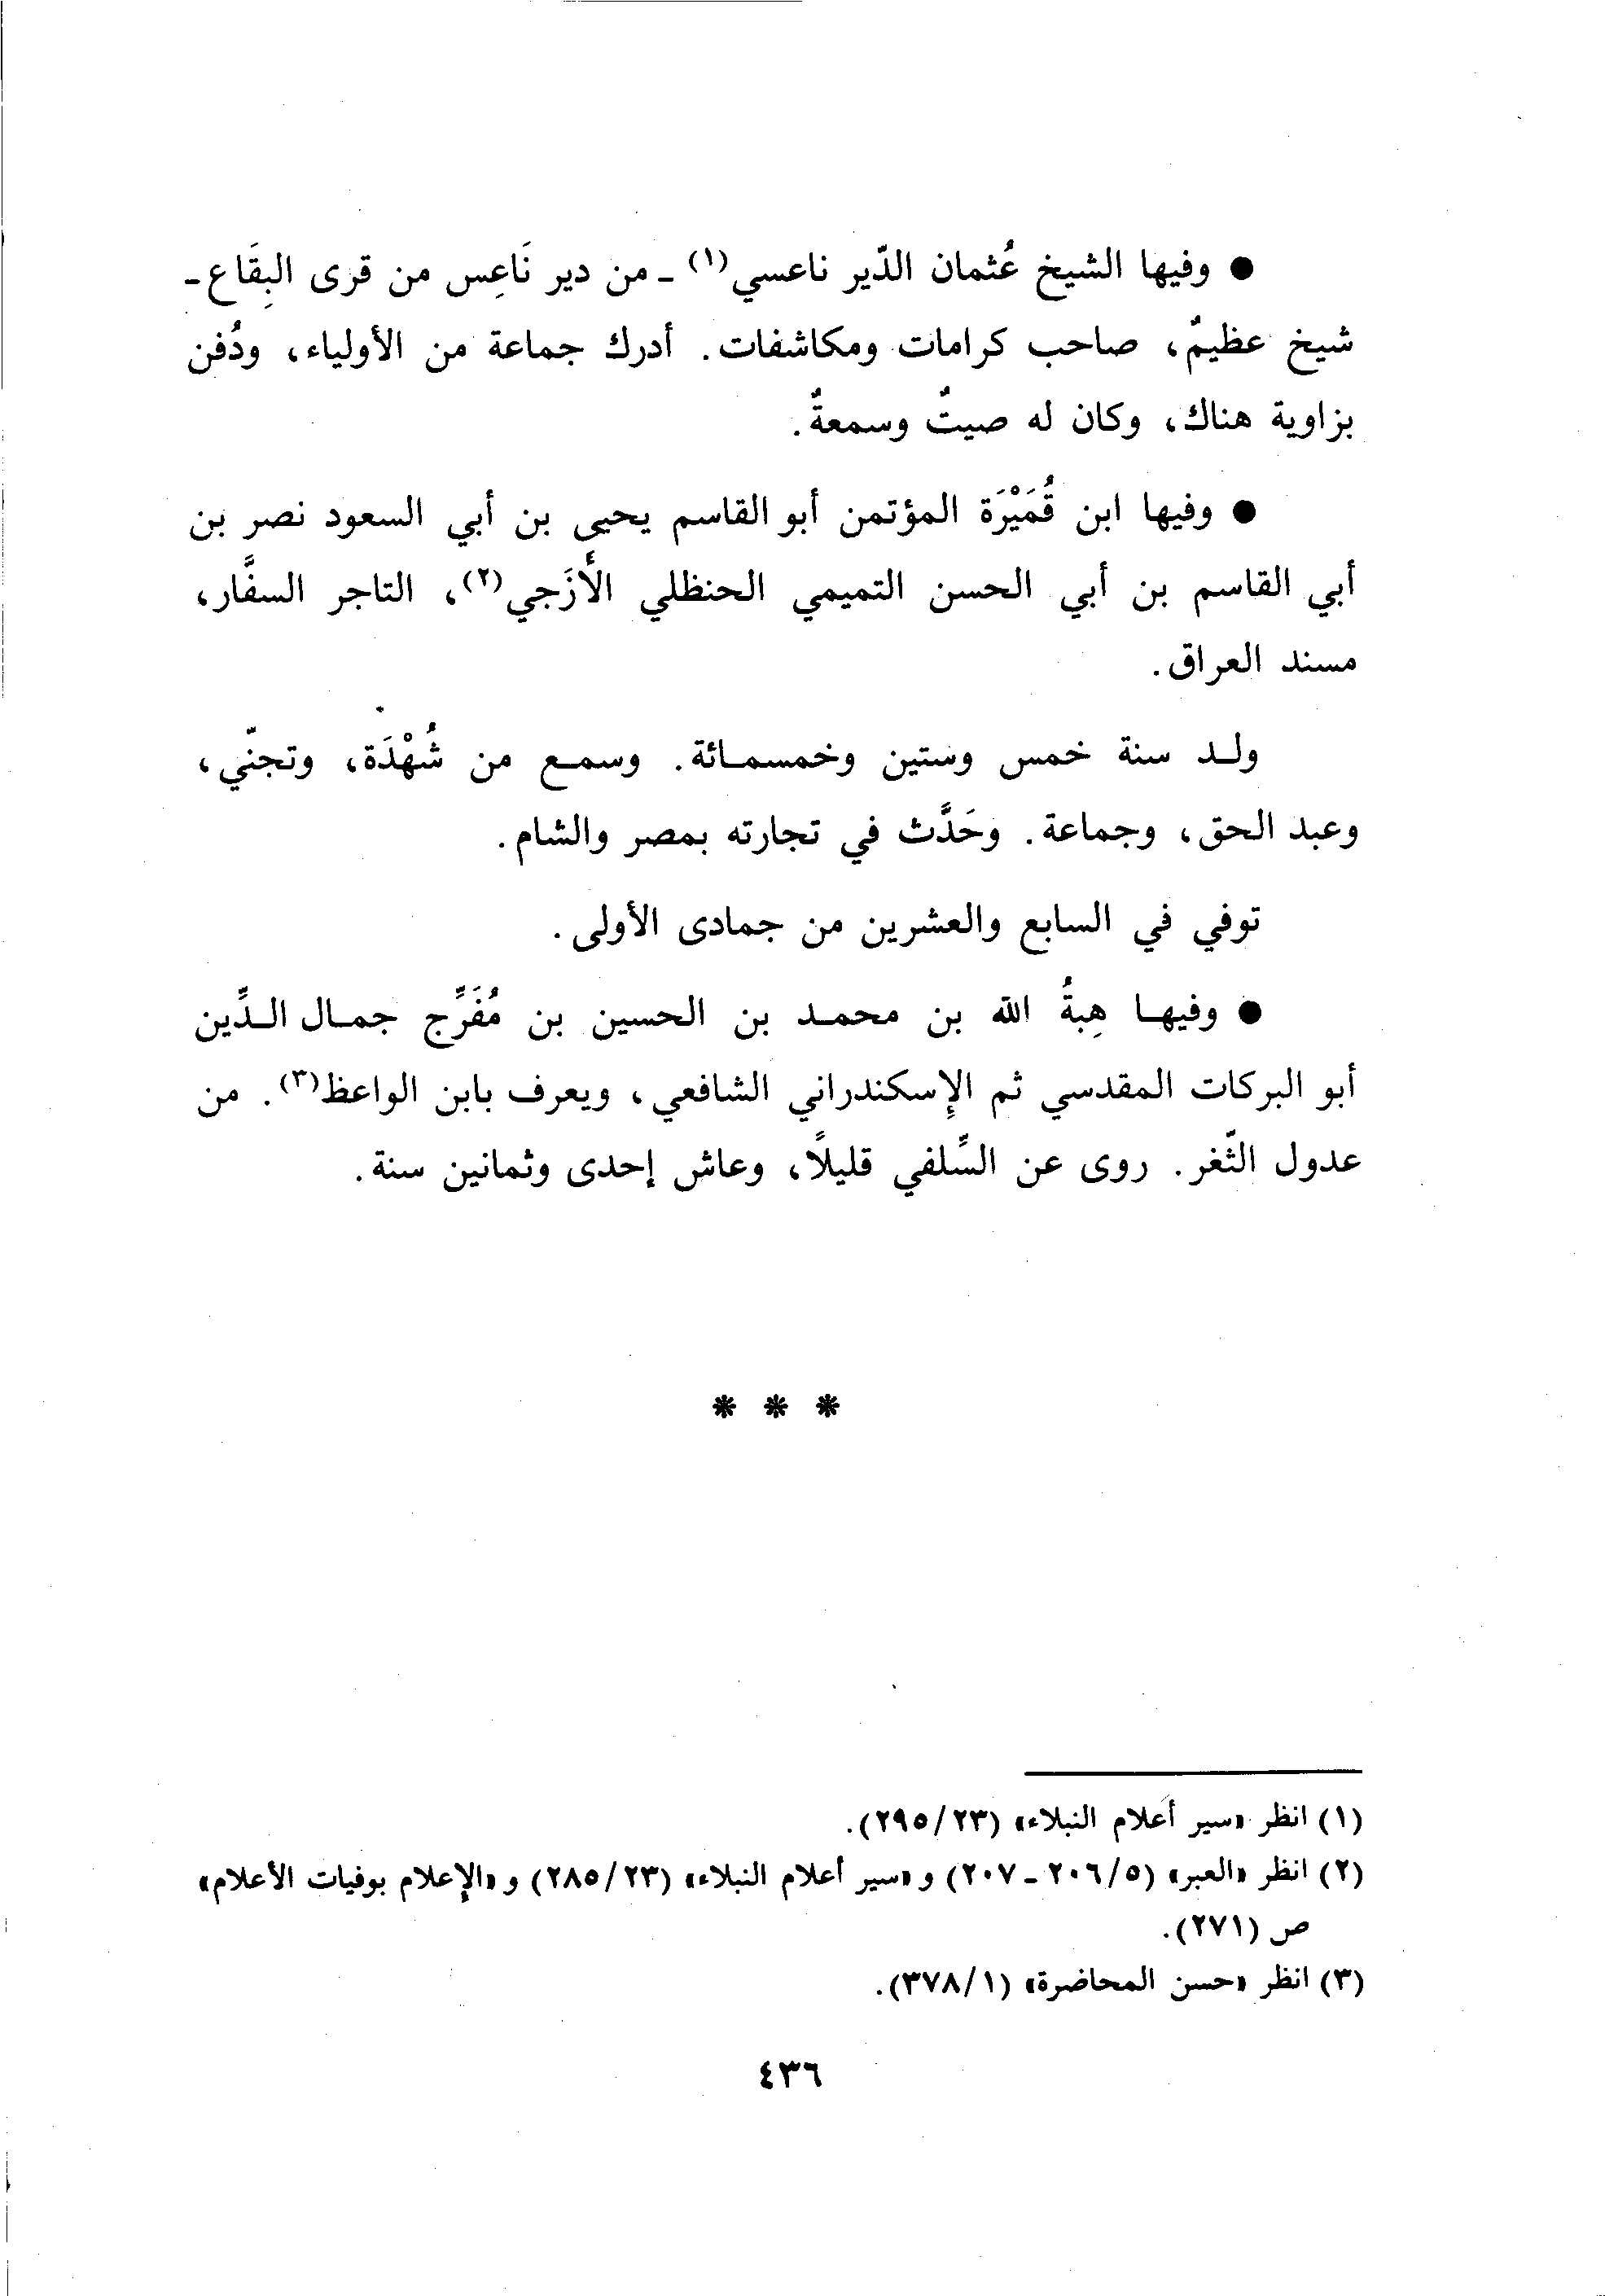 ● وفيها الشيخ عُثمان الدّير ناعسي(١) - من دير نَاعِس من قرى البِقَاع -
شيخ عظيمٌ، صاحب كرامات ومكاشفات. أدرك جماعة من الأولياء، ودُفن
بزاوية هناك، وكان له صيتٌ وسمعةٌ.
● وفيها ابن قُمَيْرَة المؤتمن أبو القاسم يحيى بن أبي السعود نصر بن
أبي القاسم بن أبي الحسن التميمي الحنظلي الأَزَجي(٢)، التاجر السفَّار،
مسند العراق.
ولد سنة خمس وستين وخمسمائة. وسمع من شُهْدَة، وتجنّي،
وعبد الحق، وجماعة. وحَدَّث في تجارته بمصر والشام.
توفي في السابع والعشرين من جمادى الأولى.
● وفيها هِبةُ الله بن محمد بن الحسين بن مُفَرِّج جمال الدِّين
أبو البركات المقدسي ثم الإسكندراني الشافعي، ويعرف بابن الواعظ(٣). من
عدول الثّغر. روى عن السِّلفي قليلاً، وعاش إحدى وثمانين سنة.
* * *
(١) انظر «سير أعلام النبلاء» (٢٩٥/٢٣).
(٢) انظر «العبر» (٢٠٦/٥ - ٢٠٧) و «سير أعلام النبلاء» (٢٨٥/٢٣) و «الإعلام بوفيات الأعلام»
ص (٢٧١).
(٣) انظر «حسن المحاضرة» (٣٧٨/١).
٤٣٦